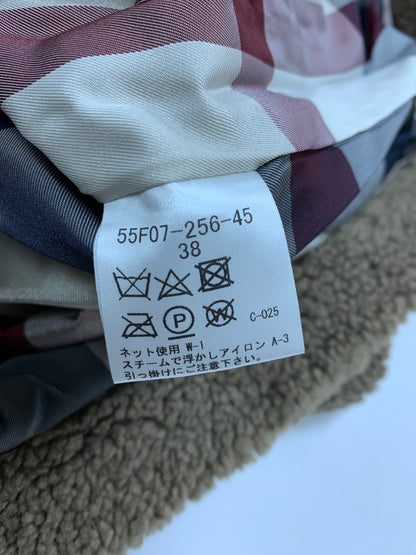 55F07-256-45
38
P W C-025
ネット使用 W-1
スチームで浮かしアイロン A-3
引っ掛けにご注意下さい。